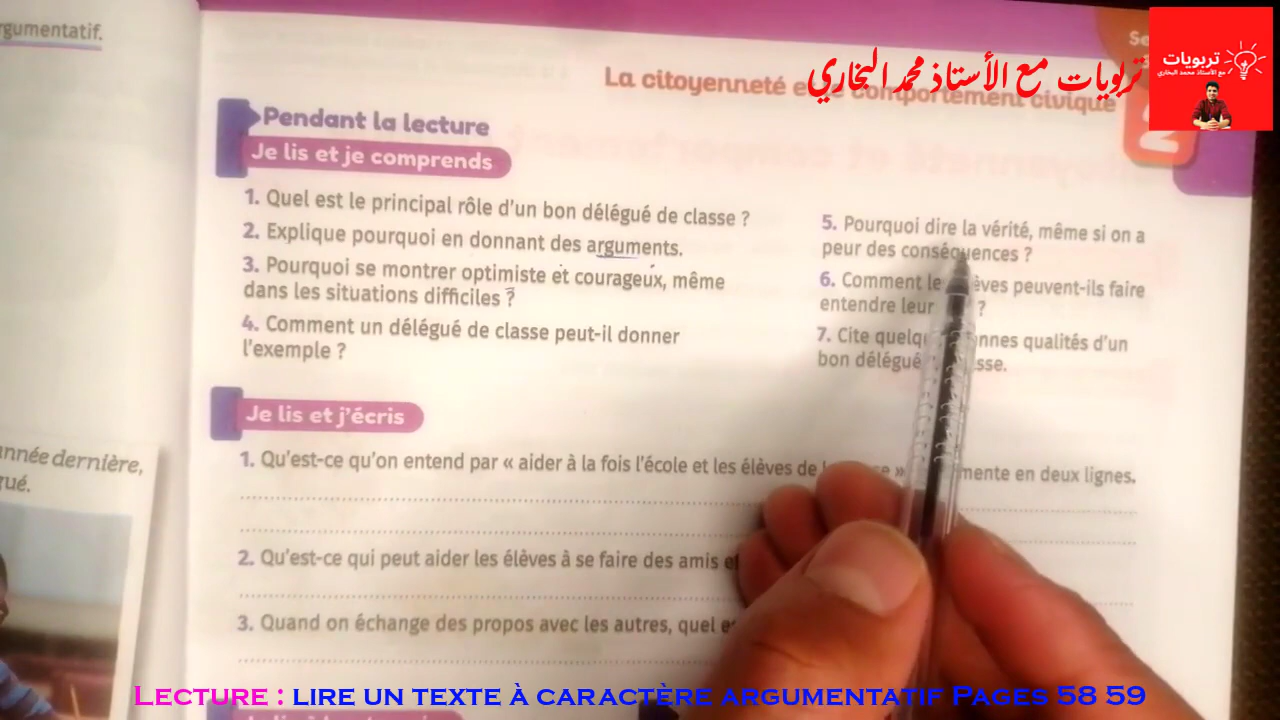 rgumentatif.
La citoyenneté e comportement civique
تربويات مع الأستاذ محمد البخاري
تربويات
مع الاستاذ محمد البخاري
Se
2
Pendant la lecture
Je lis et je comprends
1. Quel est le principal rôle d'un bon délégué de classe ?
2. Explique pourquoi en donnant des arguments.
3. Pourquoi se montrer optimiste et courageux, même
dans les situations difficiles ?
4. Comment un délégué de classe peut-il donner
l'exemple ?
5. Pourquoi dire la vérité, même si on a
peur des conséquences ?
6. Comment le èves peuvent-ils faire
entendre leur ?
7. Cite quelq nnes qualités d'un
bon délégué sse.
Je lis et j'écris
1. Qu'est-ce qu'on entend par « aider à la fois l'école et les élèves de » mente en deux lignes.
2. Qu'est-ce qui peut aider les élèves à se faire des amis et
3. Quand on échange des propos avec les autres, quel
nnée dernière,
gué.
Lecture : lire un texte à caractère argumentatif Pages 58 59